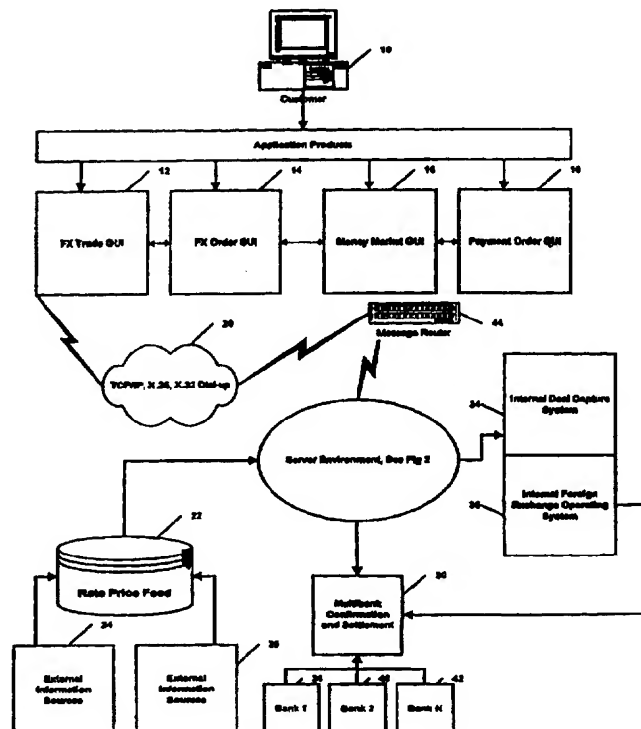 10
Customer
Application Products
12
14
16
18
FX Trade GUI
FX Order GUI
Money Market GUI
Payment Order GUI
20
44
Message Router
TCP/IP, X.25, X.32 Dial-up
Internal Deal Capture
System
Server Environment, See Fig 2
22
Internal Foreign
Exchange Operating
System
Rate Price Feed
Multibank
Confirmation
and Settlement
External
Information
Sources
External
Information
Sources
42
Bank 1
Bank 2
Bank N